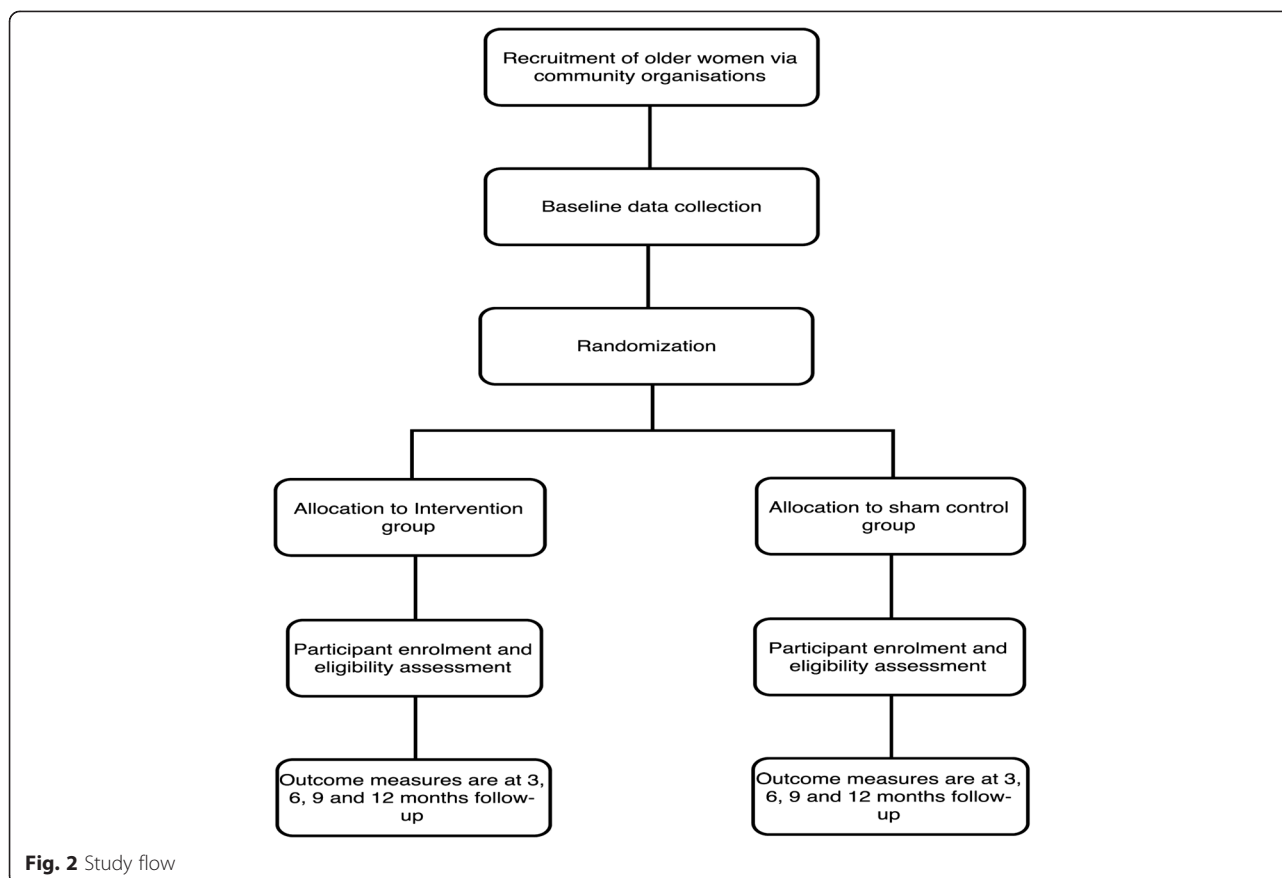 Recruitment of older women via
community organisations
Baseline data collection
Randomization
Allocation to Intervention
group
Allocation to sham control
group
Participant enrolment and
eligibility assessment
Participant enrolment and
eligibility assessment
Outcome measures are at 3,
6, 9 and 12 months follow-
up
Outcome measures are at 3,
6, 9 and 12 months follow-
up
Fig. 2 Study flow